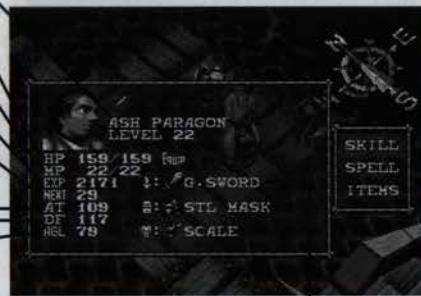 N E
S
ASH PARAGON
LEVEL 22
HP 159/159 Equip
MP 22/22
EXP 2171 : G.SWORD
NEXT 29
AT 109 : STL MASK
DF 117
AGL 79 : SCALE
SKILL
SPELL
ITEMS